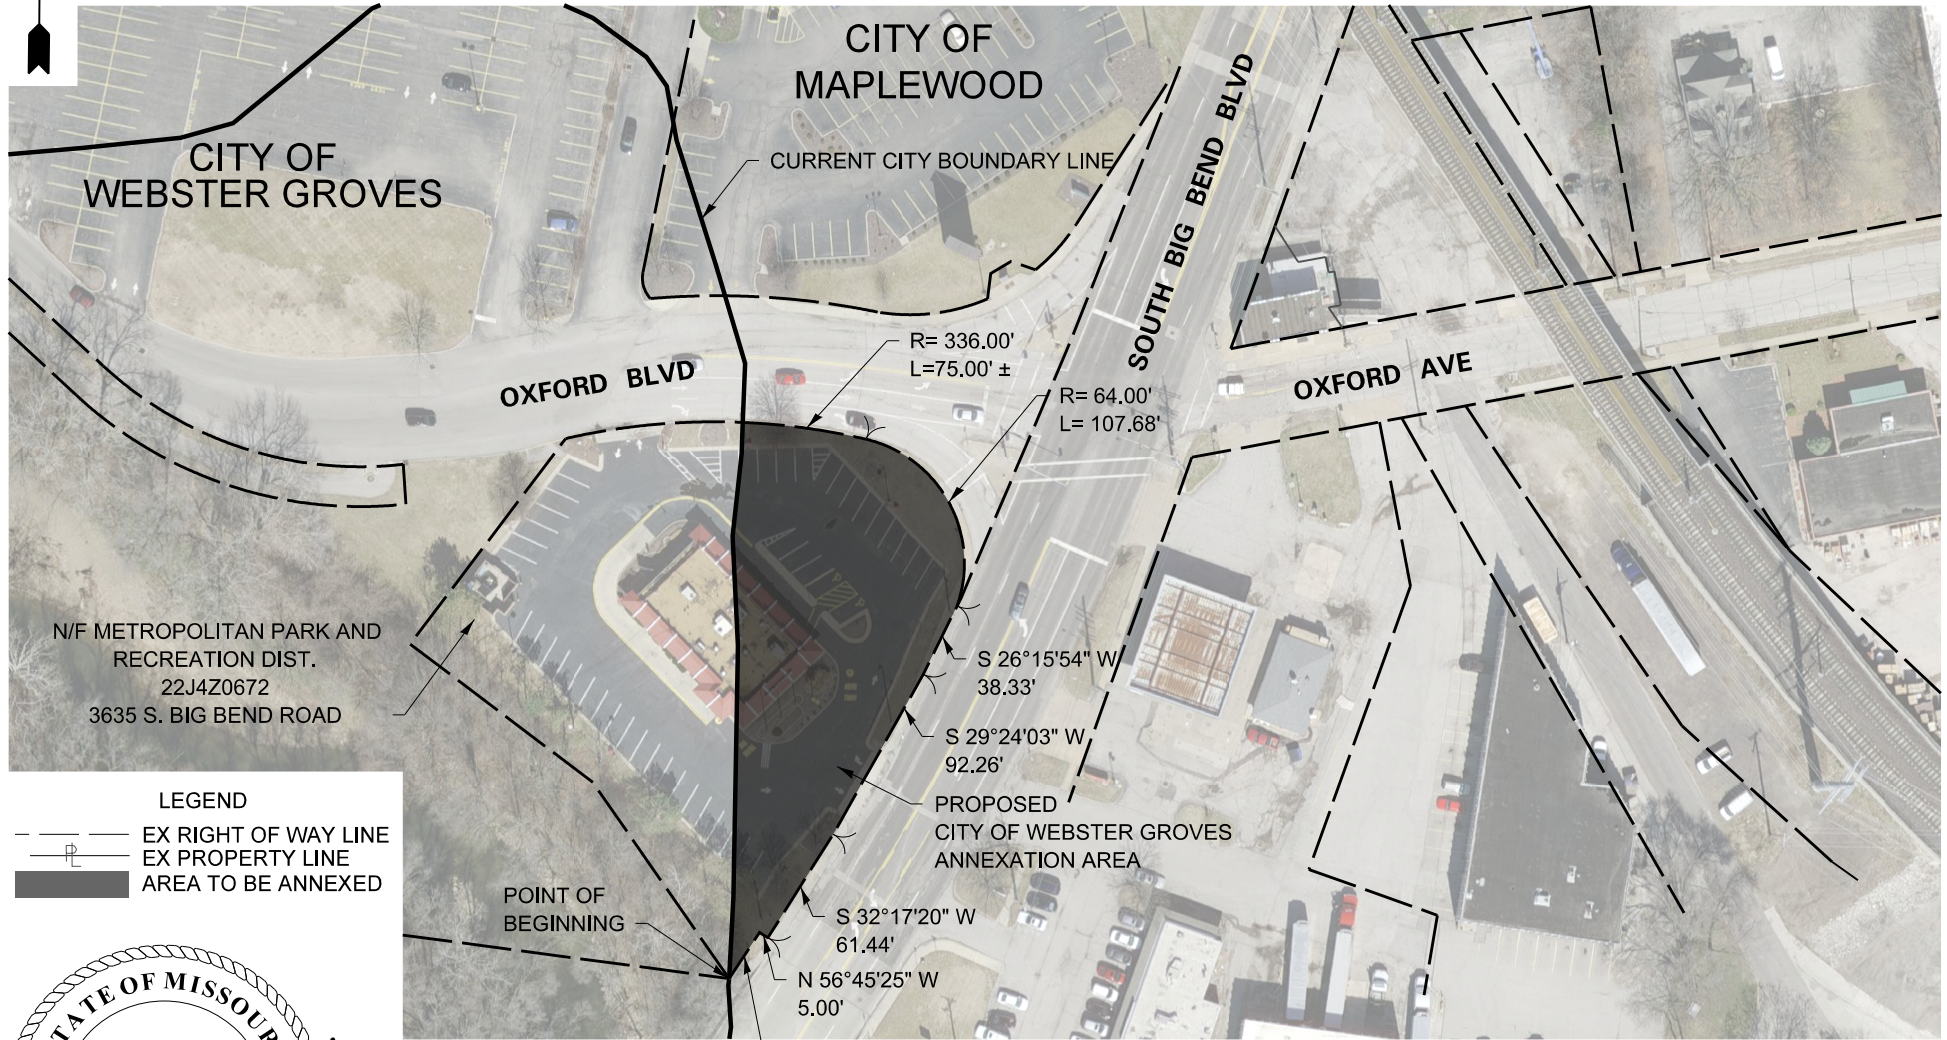 CITY OF
MAPLEWOOD
CITY OF
WEBSTER GROVES
CURRENT CITY BOUNDARY LINE
SOUTH BIG BEND BLVD
R= 336.00'
L=75.00' ±
OXFORD BLVD
R= 64.00'
L= 107.68'
OXFORD AVE
N/F METROPOLITAN PARK AND
RECREATION DIST.
22J4Z0672
3635 S. BIG BEND ROAD
S 26°15'54" W
38.33'
S 29°24'03" W
92.26'
PROPOSED
CITY OF WEBSTER GROVES
ANNEXATION AREA
LEGEND
EX RIGHT OF WAY LINE
PL EX PROPERTY LINE
AREA TO BE ANNEXED
POINT OF
BEGINNING
S 32°17'20" W
61.44'
N 56°45'25" W
5.00'
STATE OF MISSOURI